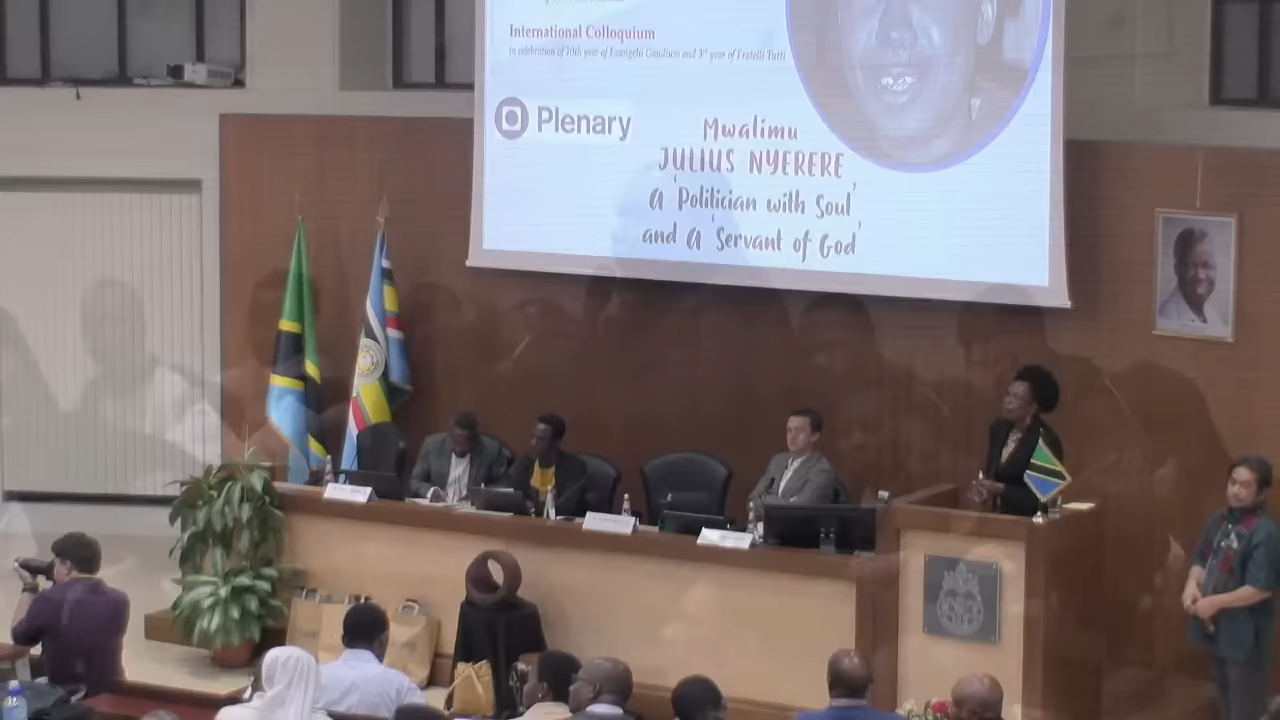 International Colloquium
in celebration of 10th year of Evangelii Gaudium and 3rd year of Fratelli Tutti
Plenary
Mwalimu
JULIUS NYERERE
a 'Politician with Soul'
and a 'Servant of God'